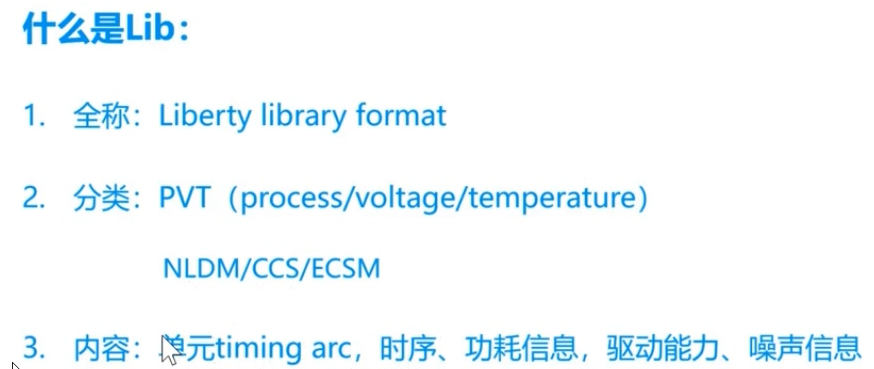 什么是Lib：
1. 全称：Liberty library format
2. 分类：PVT（process/voltage/temperature）
NLDM/CCS/ECSM
3. 内容：单元timing arc，时序、功耗信息，驱动能力、噪声信息